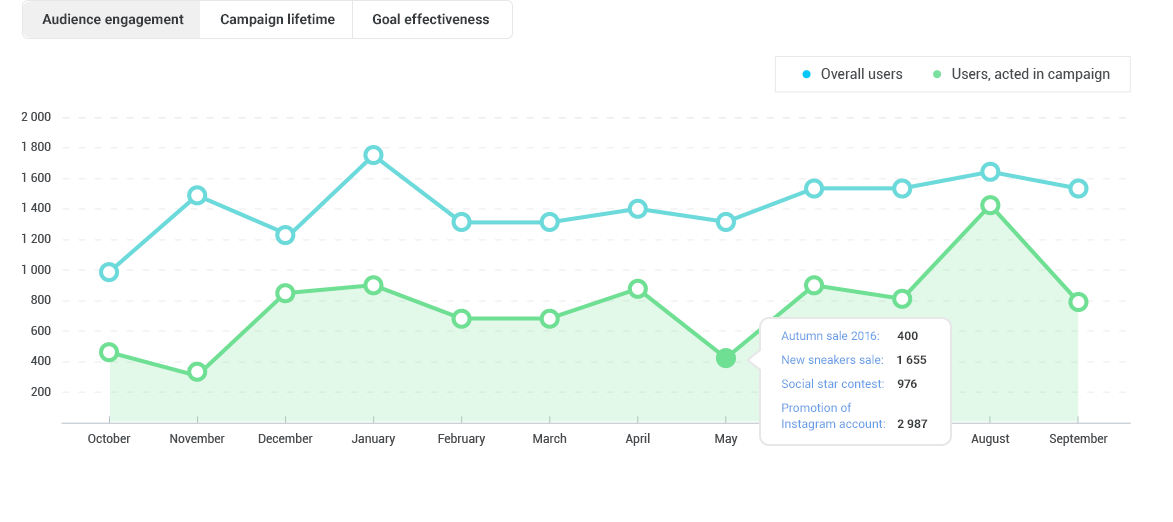 Audience engagement
Campaign lifetime
Goal effectiveness
Overall users
Users, acted in campaign
2 000
1 800
1 600
1 400
1 200
1 000
800
600
400
200
Autumn sale 2016: 400
New sneakers sale: 1 655
Social star contest: 976
Promotion of
Instagram account: 2 987
October
November
December
January
February
March
April
May
August
September